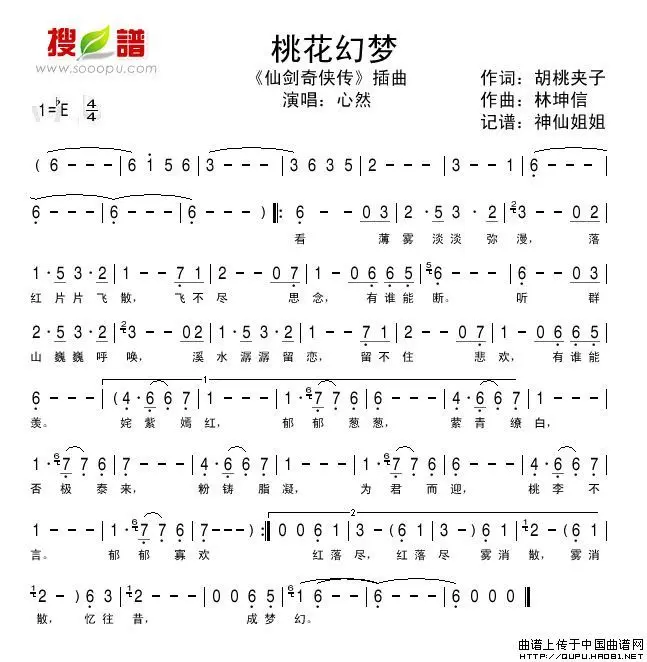 搜谱
www.sooopu.com
桃花幻梦
《仙剑奇侠传》插曲
演唱：心然
作词：胡桃夹子
作曲：林坤信
记谱：神仙姐姐
1=♭E 4/4
( 6 - - - | 6 1 5 6 | 3 - - - | 3 6 3 5 | 2 - - - | 3 - - 1 | 6 - - - |
6 - - - | 6 - - - | 6 - - - ) ‖: 6 - - 0 3 | 2 · 5 3 · 2 | 3 - - 0 2 |
看 薄 雾 淡 淡 弥 漫， 落
1 · 5 3 · 2 | 1 - - 7 1 | 2 - - 0 7 | 1 - 0 6 6 5 | 6 - - - | 6 - - 0 3 |
红 片 片 飞 散， 飞 不 尽 思 念， 有 谁 能 断。 听 群
2 · 5 3 · 2 | 3 - - 0 2 | 1 · 5 3 · 2 | 1 - - 7 1 | 2 - - 0 7 | 1 - 0 6 6 5 |
山 巍 巍 呼 唤， 溪 水 潺 潺 留 恋， 留 不 住 悲 欢， 有 谁 能
1
6 - - - | (4 · 6 6 7 | 1 - - - | 1 · 7 7 6 | 3 - - - | 4 · 6 6 7 | 1 - - - |
羡。 姹 紫 嫣 红， 郁 郁 葱 葱， 萦 青 缭 白，
1 · 7 7 6 | 5 - - - | 4 · 6 6 7 | 1 - - - | 1 · 7 7 6 | 3 - - - | 4 · 6 6 7 |
否 极 泰 来， 粉 铸 脂 凝， 为 君 而 迎， 桃 李 不
2
1 - - - | 1 · 7 7 6 | 5 - - - ) :‖ 0 0 6 1 | 3 - (6 1 | 3 - 5 3 | 2 - (6 5 |
言。 郁 郁 寡 欢 红 落 尽， 红 落 尽 雾 消 散， 雾 消
2 - ) 6 3 | 2 - - - | 2 - - - | 0 0 6 5 | 6 - - - | 6 - - - | 6 0 0 0 ‖
散， 忆 往 昔， 成 梦 幻。
曲谱上传于中国曲谱网
http://QUPU.HAO81.NET